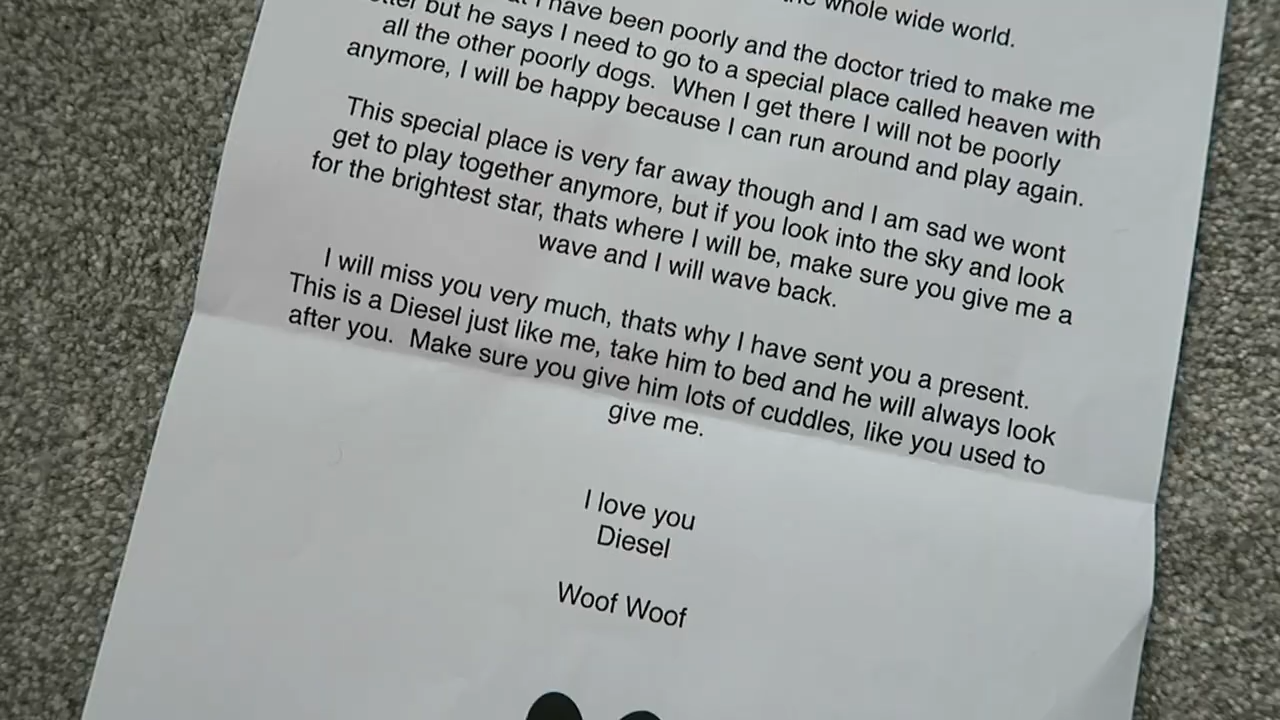 whole wide world.
I have been poorly and the doctor tried to make me
but he says I need to go to a special place called heaven with
all the other poorly dogs. When I get there I will not be poorly
anymore, I will be happy because I can run around and play again.
This special place is very far away though and I am sad we wont
get to play together anymore, but if you look into the sky and look
for the brightest star, thats where I will be, make sure you give me a
wave and I will wave back.
I will miss you very much, thats why I have sent you a present.
This is a Diesel just like me, take him to bed and he will always look
after you. Make sure you give him lots of cuddles, like you used to
give me.
I love you
Diesel
Woof Woof